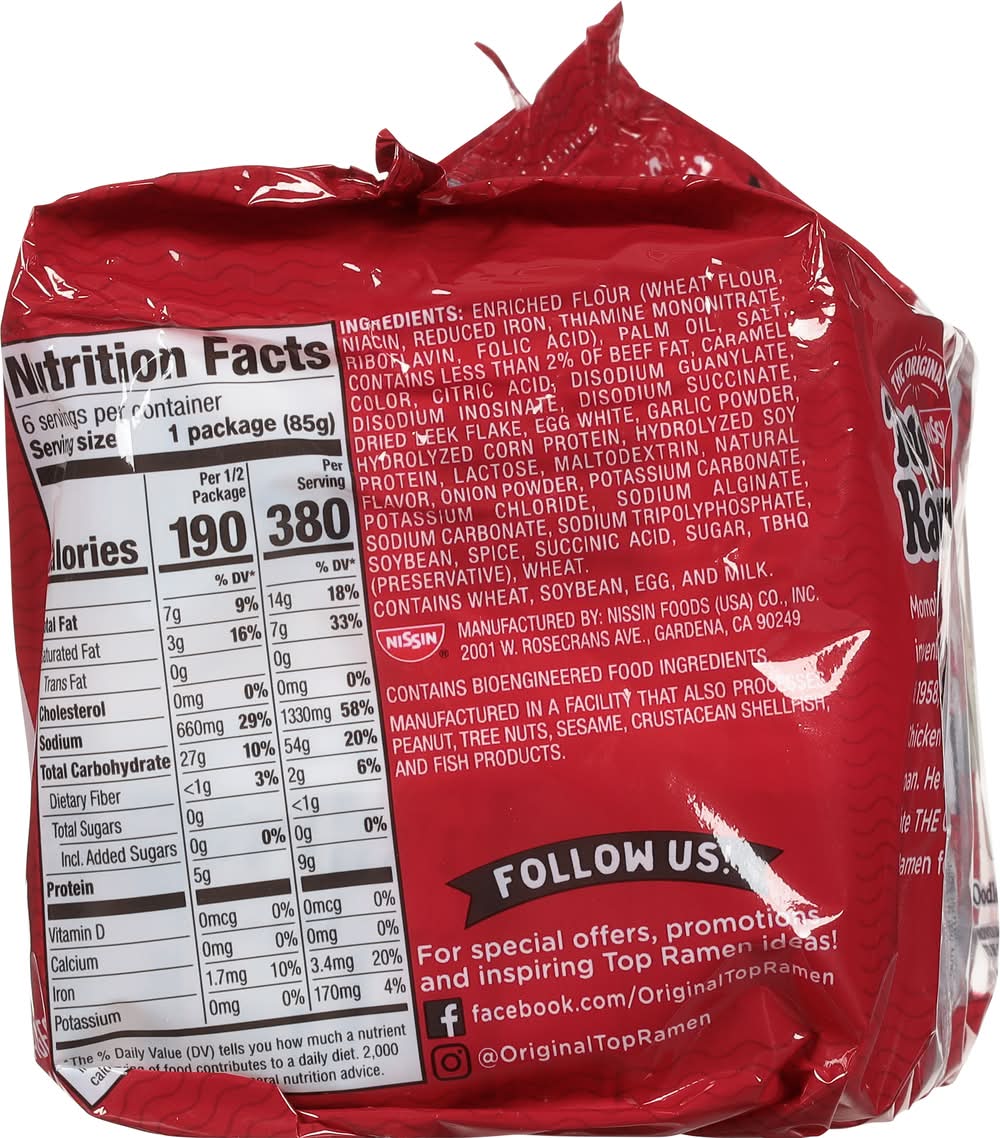 Nutrition Facts
6 servings per container
Serving size 1 package (85g)
Per 1/2 Package Per Serving
190 380
% DV* % DV*
Fat 7g 9% 14g 18%
Fat 3g 16% 7g 33%
Trans Fat 0g 0g
Cholesterol 0mg 0% 0mg 0%
Sodium 660mg 29% 1330mg 58%
Total Carbohydrate 27g 10% 54g 20%
Dietary Fiber <1g 3% 2g 6%
Total Sugars 0g <1g
Incl. Added Sugars 0g 0% 0g 0%
Protein 5g 9g
Vitamin D 0mcg 0% 0mcg 0%
Calcium 0mg 0% 0mg 0%
Iron 1.7mg 10% 3.4mg 20%
Potassium 0mg 0% 170mg 4%
*The % Daily Value (DV) tells you how much a nutrient
of food contributes to a daily diet. 2,000
nutrition advice.
INGREDIENTS: ENRICHED FLOUR (WHEAT FLOUR,
NIACIN, REDUCED IRON, THIAMINE MONONITRATE,
RIBOFLAVIN, FOLIC ACID), PALM OIL, SALT,
CONTAINS LESS THAN 2% OF BEEF FAT, CARAMEL
COLOR, CITRIC ACID, DISODIUM GUANYLATE,
DISODIUM INOSINATE, DISODIUM SUCCINATE,
DRIED LEEK FLAKE, EGG WHITE, GARLIC POWDER,
HYDROLYZED CORN PROTEIN, HYDROLYZED SOY
PROTEIN, LACTOSE, MALTODEXTRIN, NATURAL
FLAVOR, ONION POWDER, POTASSIUM CARBONATE,
POTASSIUM CHLORIDE, SODIUM ALGINATE,
SODIUM CARBONATE, SODIUM TRIPOLYPHOSPHATE,
SOYBEAN, SPICE, SUCCINIC ACID, SUGAR, TBHQ
(PRESERVATIVE), WHEAT.
CONTAINS WHEAT, SOYBEAN, EGG, AND MILK.
NISSIN ®
MANUFACTURED BY: NISSIN FOODS (USA) CO., INC.
2001 W. ROSECRANS AVE., GARDENA, CA 90249
CONTAINS BIOENGINEERED FOOD INGREDIENTS
MANUFACTURED IN A FACILITY THAT ALSO PROCESSES
PEANUT, TREE NUTS, SESAME, CRUSTACEAN SHELLFISH,
AND FISH PRODUCTS.
FOLLOW US!
For special offers, promotions
and inspiring Top Ramen ideas!
facebook.com/OriginalTopRamen
@OriginalTopRamen
THE ORIGINAL
1958
He
THE